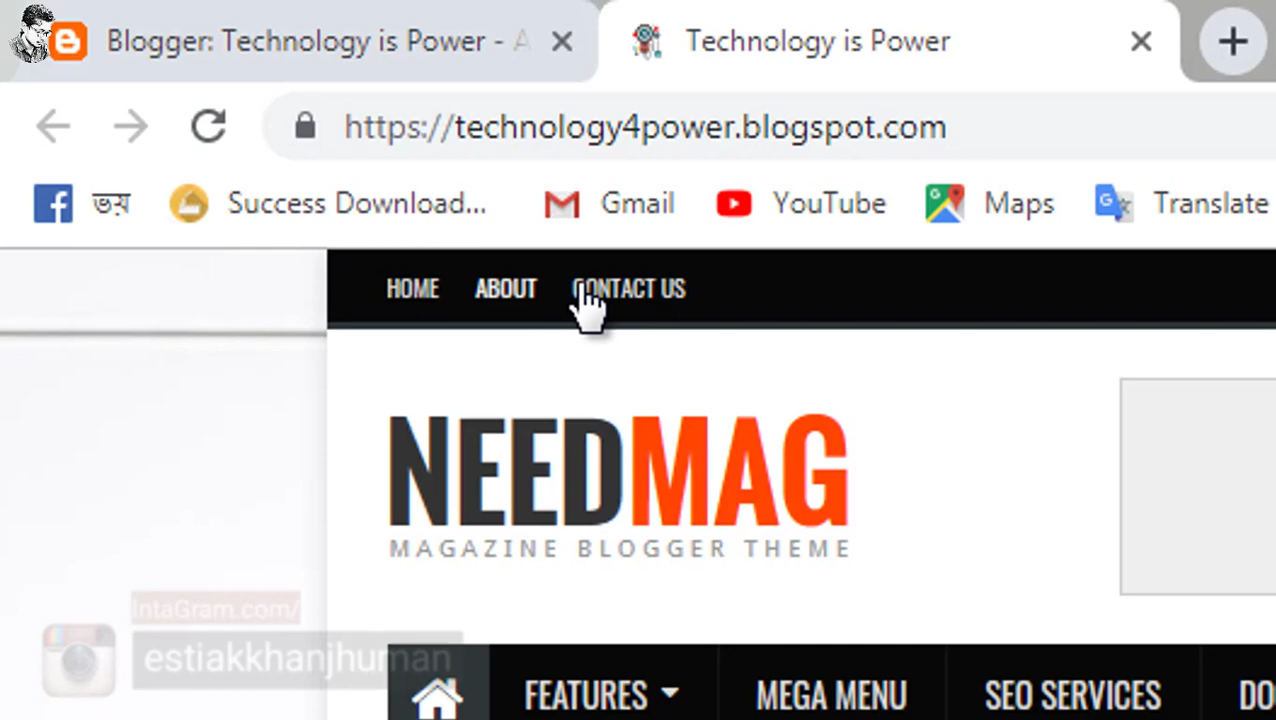 Blogger: Technology is Power -
Technology is Power
https://technology4power.blogspot.com
ভয়
Success Download...
Gmail
YouTube
Maps
Translate
HOME
ABOUT
CONTACT US
NEEDMAG
MAGAZINE BLOGGER THEME
IntaGram.com/
estiakkhanjhuman
FEATURES
MEGA MENU
SEO SERVICES
DO